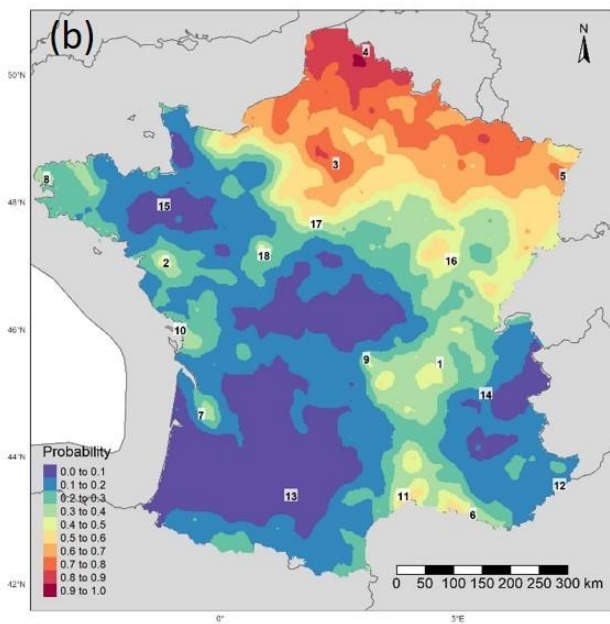 (b)
N
50°N
4
3
5
8
48°N
15
17
2
18
16
10
46°N
9
1
14
7
Probability
0.0 to 0.1
0.1 to 0.2
0.2 to 0.3
0.3 to 0.4
0.4 to 0.5
0.5 to 0.6
0.6 to 0.7
0.7 to 0.8
0.8 to 0.9
0.9 to 1.0
44°N
13
11
12
6
0 50 100 150 200 250 300 km
42°N
0° 5°E